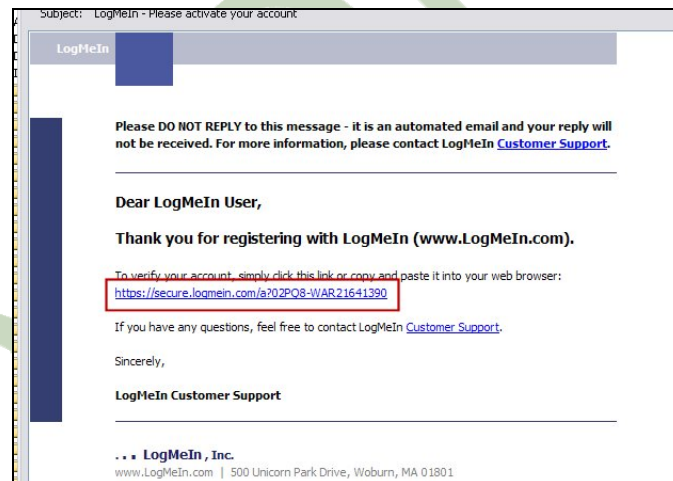 Subject: LogMeIn - Please activate your account
LogMeIn
Please DO NOT REPLY to this message - it is an automated email and your reply will
not be received. For more information, please contact LogMeIn Customer Support.
Dear LogMeIn User,
Thank you for registering with LogMeIn (www.LogMeIn.com).
To verify your account, simply click this link or copy and paste it into your web browser:
https://secure.logmein.com/a?02PQ8-WAR21641390
If you have any questions, feel free to contact LogMeIn Customer Support.
Sincerely,
LogMeIn Customer Support
... LogMeIn, Inc.
www.LogMeIn.com | 500 Unicorn Park Drive, Woburn, MA 01801